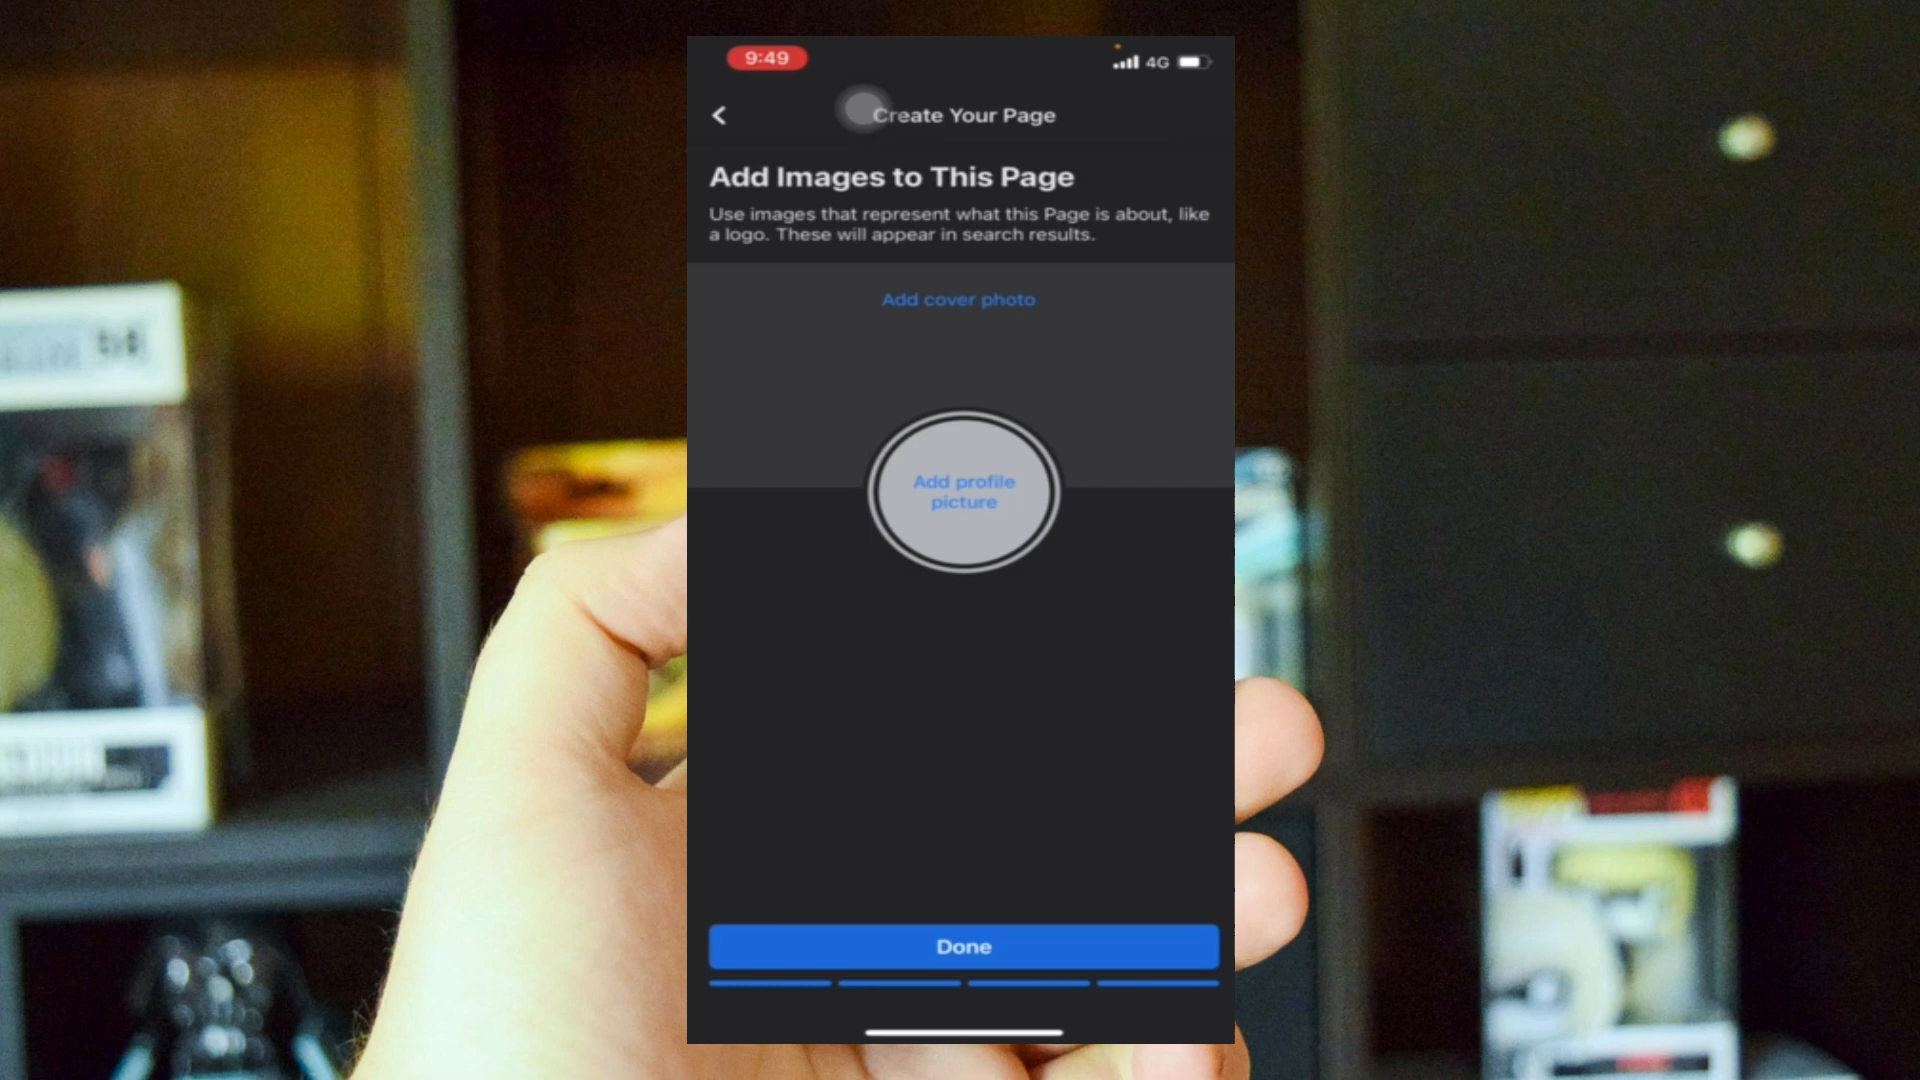 9:49
4G
Create Your Page
Add Images to This Page
Use images that represent what this Page is about, like
a logo. These will appear in search results.
Add cover photo
Add profile
picture
Done